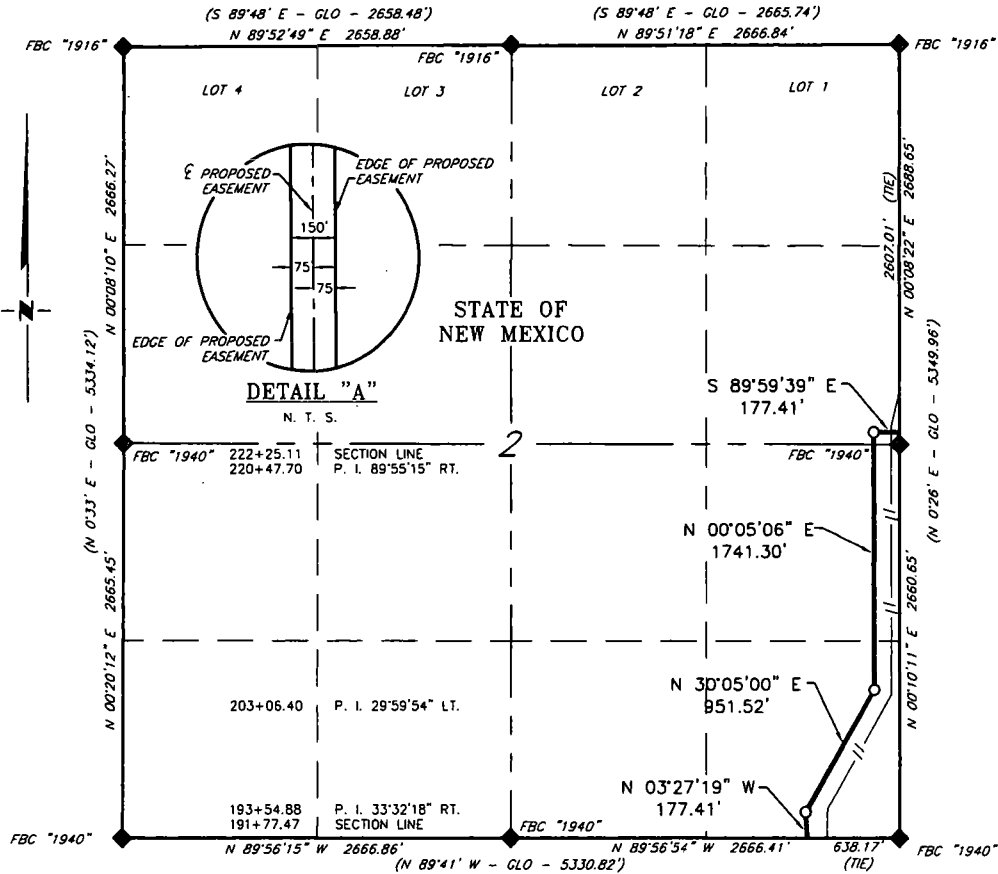 (S 89°48' E - GLO - 2658.48')
(S 89°48' E - GLO - 2665.74')
N 89°52'49" E 2658.88'
N 89°51'18" E 2666.84'
FBC "1916"
FBC "1916"
FBC "1916"
LOT 4
LOT 3
LOT 2
LOT 1
N 00°08'10" E 2666.27'
℄ PROPOSED
EASEMENT
EDGE OF PROPOSED
EASEMENT
150'
75'
75
EDGE OF PROPOSED
EASEMENT
DETAIL "A"
N. T. S.
STATE OF
NEW MEXICO
2607.01' (TIE)
N 00°08'22" E 2688.65'
N
(N 0°33' E - GLO - 5334.12')
(N 0°26' E - GLO - 5349.96')
S 89°59'39" E
177.41'
FBC "1940"
222+25.11 SECTION LINE
220+47.70 P. I. 89°55'15" RT.
2
FBC "1940"
N 00°05'06" E
1741.30'
N 00°20'12" E 2665.45'
N 00°10'11" E 2660.65'
N 30°05'00" E
951.52'
203+06.40 P. I. 29°59'54" LT.
N 03°27'19" W
177.41'
193+54.88 P. I. 33°32'18" RT.
191+77.47 SECTION LINE
FBC "1940"
FBC "1940"
FBC "1940"
N 89°56'15" W 2666.86'
N 89°56'54" W 2666.41'
638.17'
(TIE)
(N 89°41' W - GLO - 5330.82')